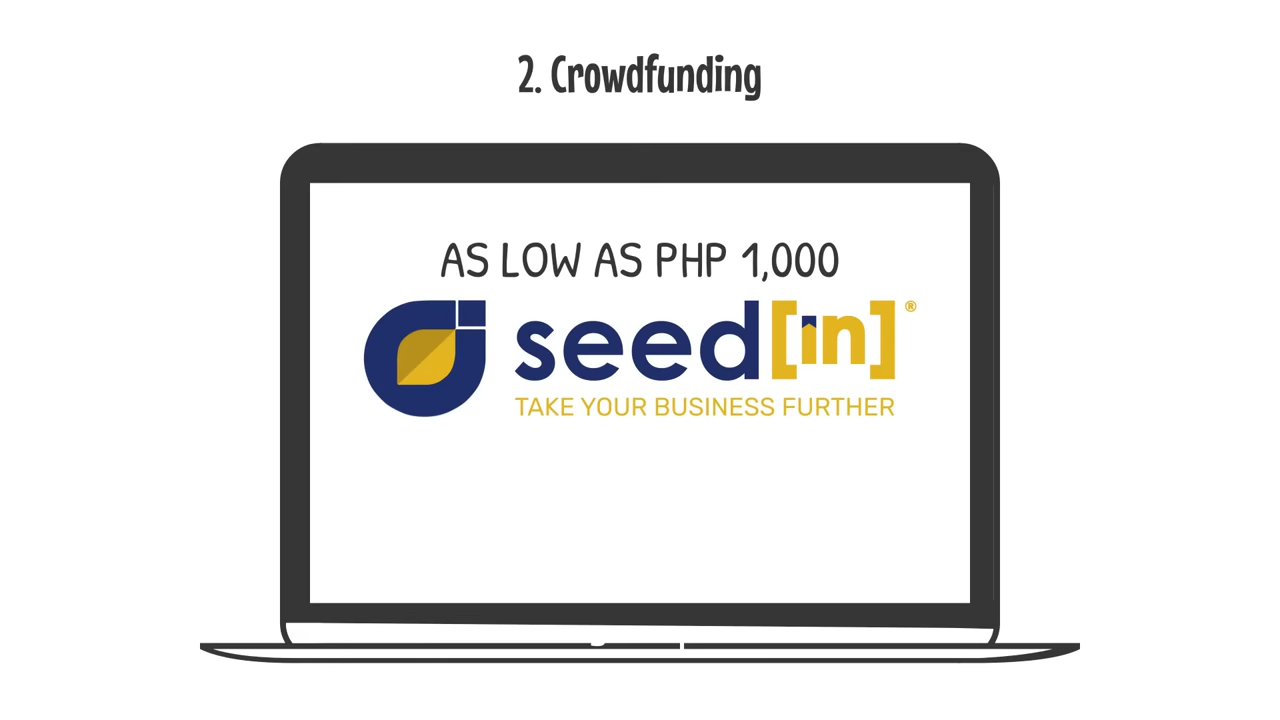 2. Crowdfunding
AS LOW AS PHP 1,000
seed[in]®
TAKE YOUR BUSINESS FURTHER